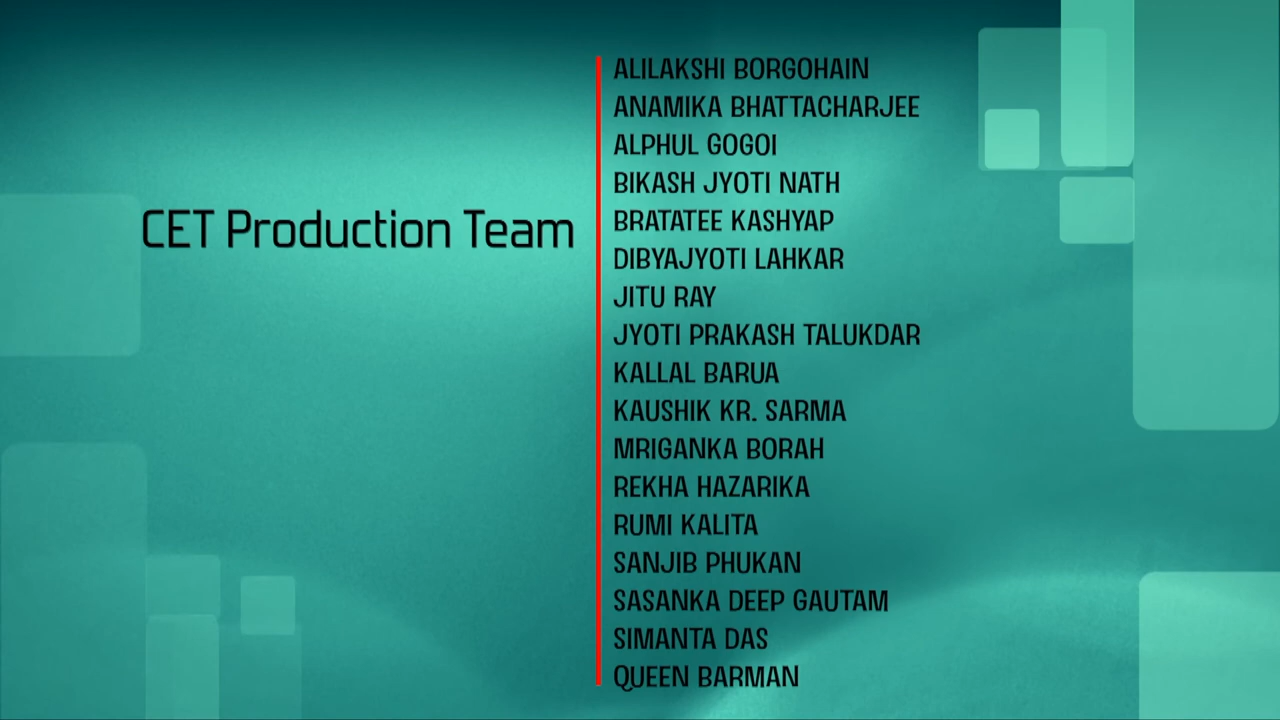 CET Production Team
ALILAKSHI BORGOHAIN
ANAMIKA BHATTACHARJEE
ALPHUL GOGOI
BIKASH JYOTI NATH
BRATATEE KASHYAP
DIBYAJYOTI LAHKAR
JITU RAY
JYOTI PRAKASH TALUKDAR
KALLAL BARUA
KAUSHIK KR. SARMA
MRIGANKA BORAH
REKHA HAZARIKA
RUMI KALITA
SANJIB PHUKAN
SASANKA DEEP GAUTAM
SIMANTA DAS
QUEEN BARMAN